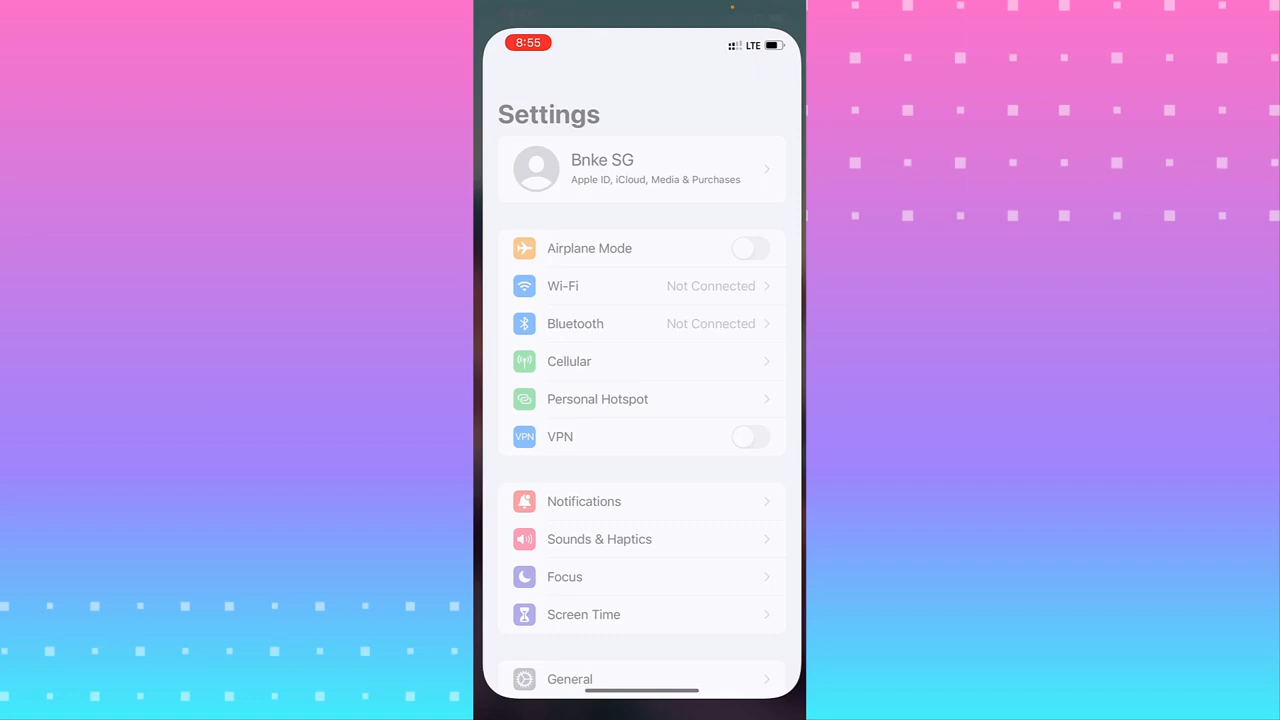 8:55
LTE
Settings
Bnke SG
Apple ID, iCloud, Media & Purchases
Airplane Mode
Wi-Fi Not Connected
Bluetooth Not Connected
Cellular
Personal Hotspot
VPN VPN
Notifications
Sounds & Haptics
Focus
Screen Time
General